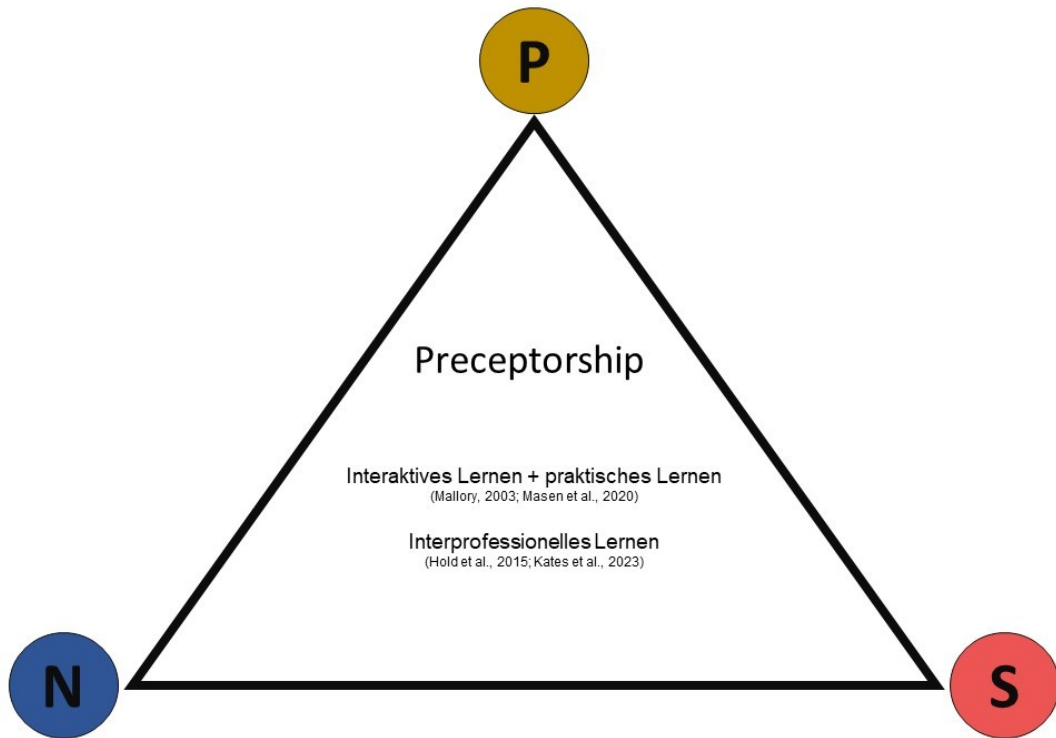 P
Preceptorship
Interaktives Lernen + praktisches Lernen
(Mallory, 2003; Masen et al., 2020)
Interprofessionelles Lernen
(Hold et al., 2015; Kates et al., 2023)
N
S